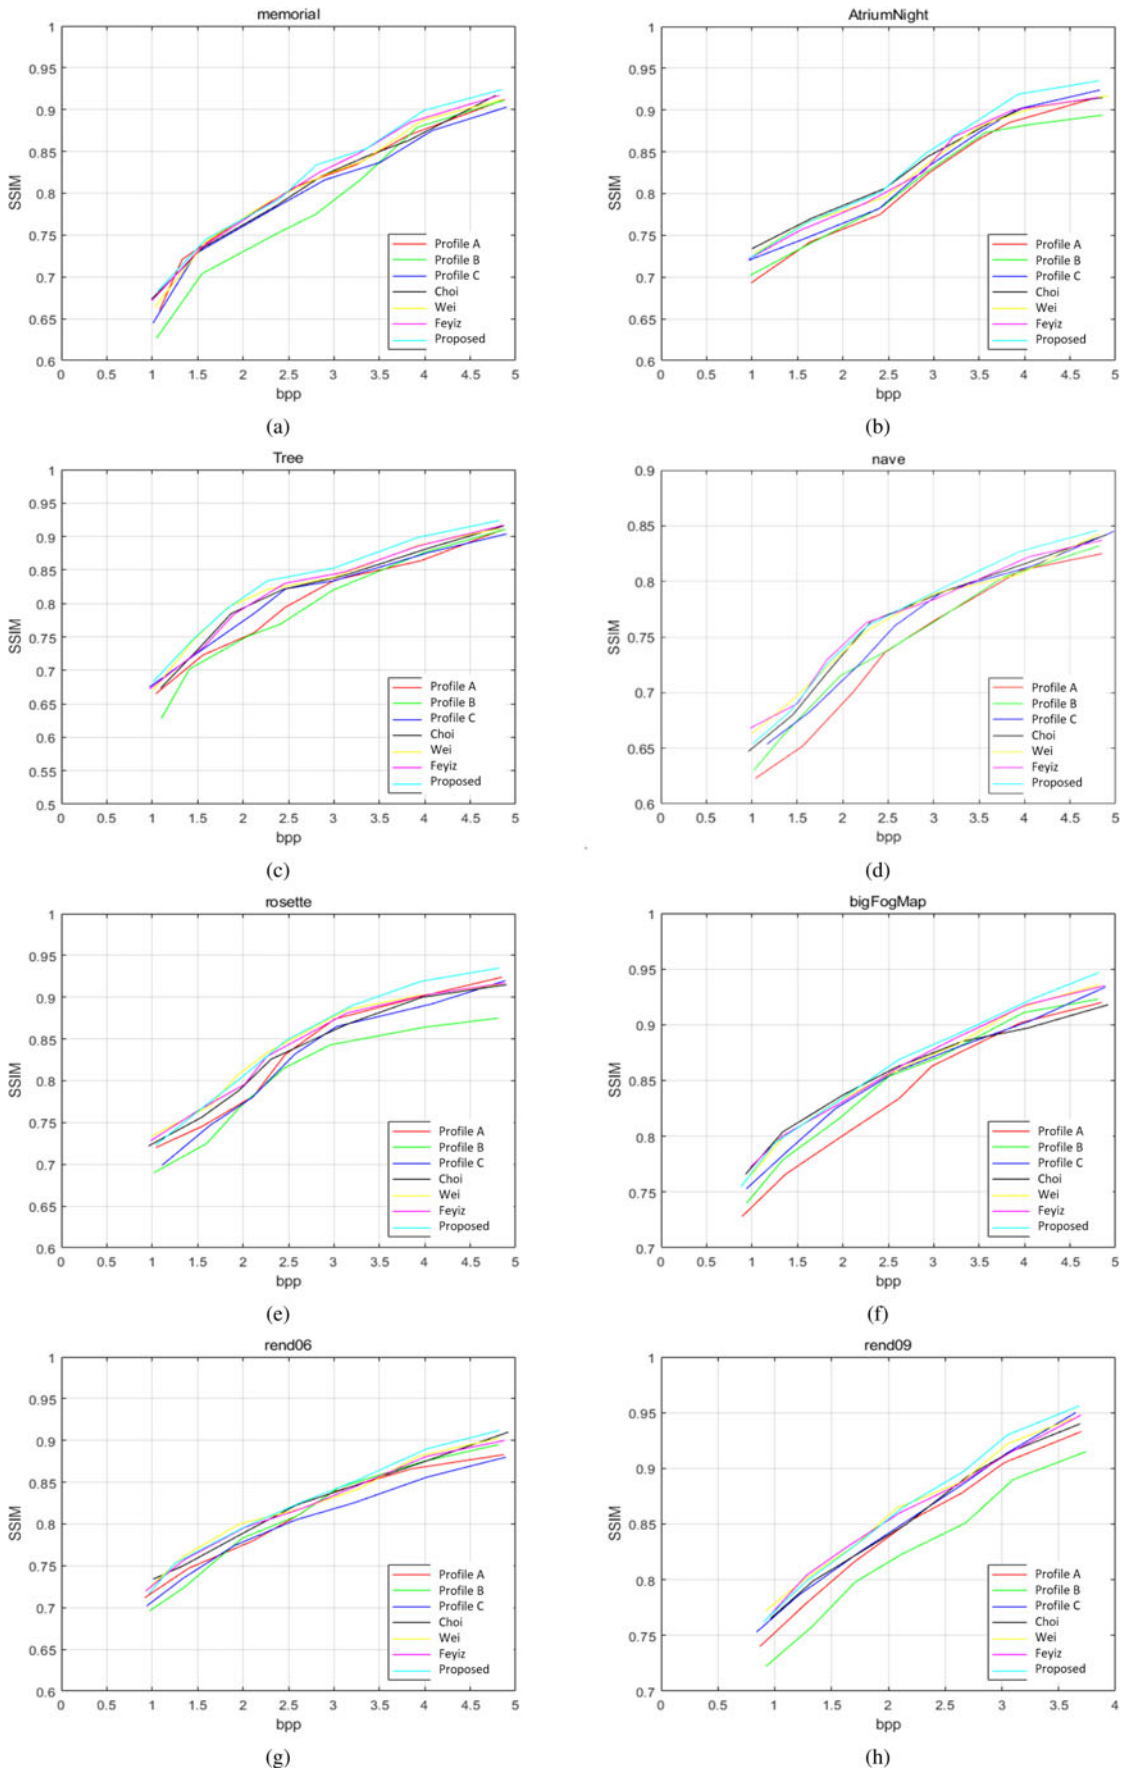 memorial
1
0.95
0.9
0.85
0.8
0.75
0.7
0.65
0.6
SSIM
0 0.5 1 1.5 2 2.5 3 3.5 4 4.5 5
bpp
Profile A
Profile B
Profile C
Choi
Wei
Feyiz
Proposed
(a)
AtriumNight
1
0.95
0.9
0.85
0.8
0.75
0.7
0.65
0.6
SSIM
0 0.5 1 1.5 2 2.5 3 3.5 4 4.5 5
bpp
Profile A
Profile B
Profile C
Choi
Wei
Feyiz
Proposed
(b)
Tree
1
0.95
0.9
0.85
0.8
0.75
0.7
0.65
0.6
0.55
0.5
SSIM
0 0.5 1 1.5 2 2.5 3 3.5 4 4.5 5
bpp
Profile A
Profile B
Profile C
Choi
Wei
Feyiz
Proposed
(c)
nave
0.9
0.85
0.8
0.75
0.7
0.65
0.6
SSIM
0 0.5 1 1.5 2 2.5 3 3.5 4 4.5 5
bpp
Profile A
Profile B
Profile C
Choi
Wei
Feyiz
Proposed
(d)
rosette
1
0.95
0.9
0.85
0.8
0.75
0.7
0.65
0.6
SSIM
0 0.5 1 1.5 2 2.5 3 3.5 4 4.5 5
bpp
Profile A
Profile B
Profile C
Choi
Wei
Feyiz
Proposed
(e)
bigFogMap
1
0.95
0.9
0.85
0.8
0.75
0.7
SSIM
0 0.5 1 1.5 2 2.5 3 3.5 4 4.5 5
bpp
Profile A
Profile B
Profile C
Choi
Wei
Feyiz
Proposed
(f)
rend06
1
0.95
0.9
0.85
0.8
0.75
0.7
0.65
0.6
SSIM
0 0.5 1 1.5 2 2.5 3 3.5 4 4.5 5
bpp
Profile A
Profile B
Profile C
Choi
Wei
Feyiz
Proposed
(g)
rend09
1
0.95
0.9
0.85
0.8
0.75
0.7
SSIM
0 0.5 1 1.5 2 2.5 3 3.5 4
bpp
Profile A
Profile B
Profile C
Choi
Wei
Feyiz
Proposed
(h)